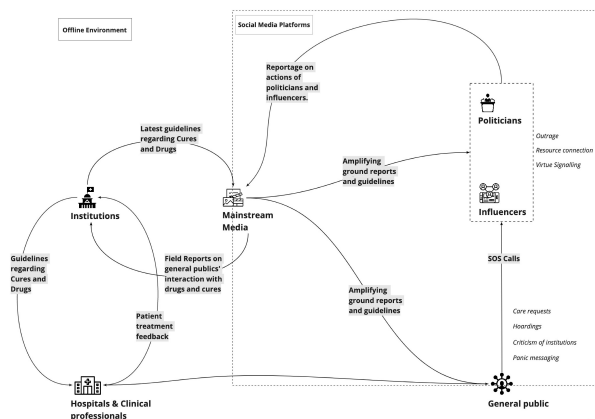 Offline Environment
Social Media Platforms
Reportage on
actions of
politicians and
influencers.
Politicians
Outrage
Resource connection
Virtue Signalling
Latest guidelines
regarding Cures
and Drugs
Amplifying
ground reports
and guidelines
Institutions
Mainstream
Media
Influencers
Guidelines
regarding
Cures and
Drugs
Field Reports on
general publics'
interaction with
drugs and cures
SOS Calls
Amplifying
ground reports
and guidelines
Patient
treatment
feedback
Care requests
Hoardings
Criticism of institutions
Panic messaging
Hospitals & Clinical
professionals
General public